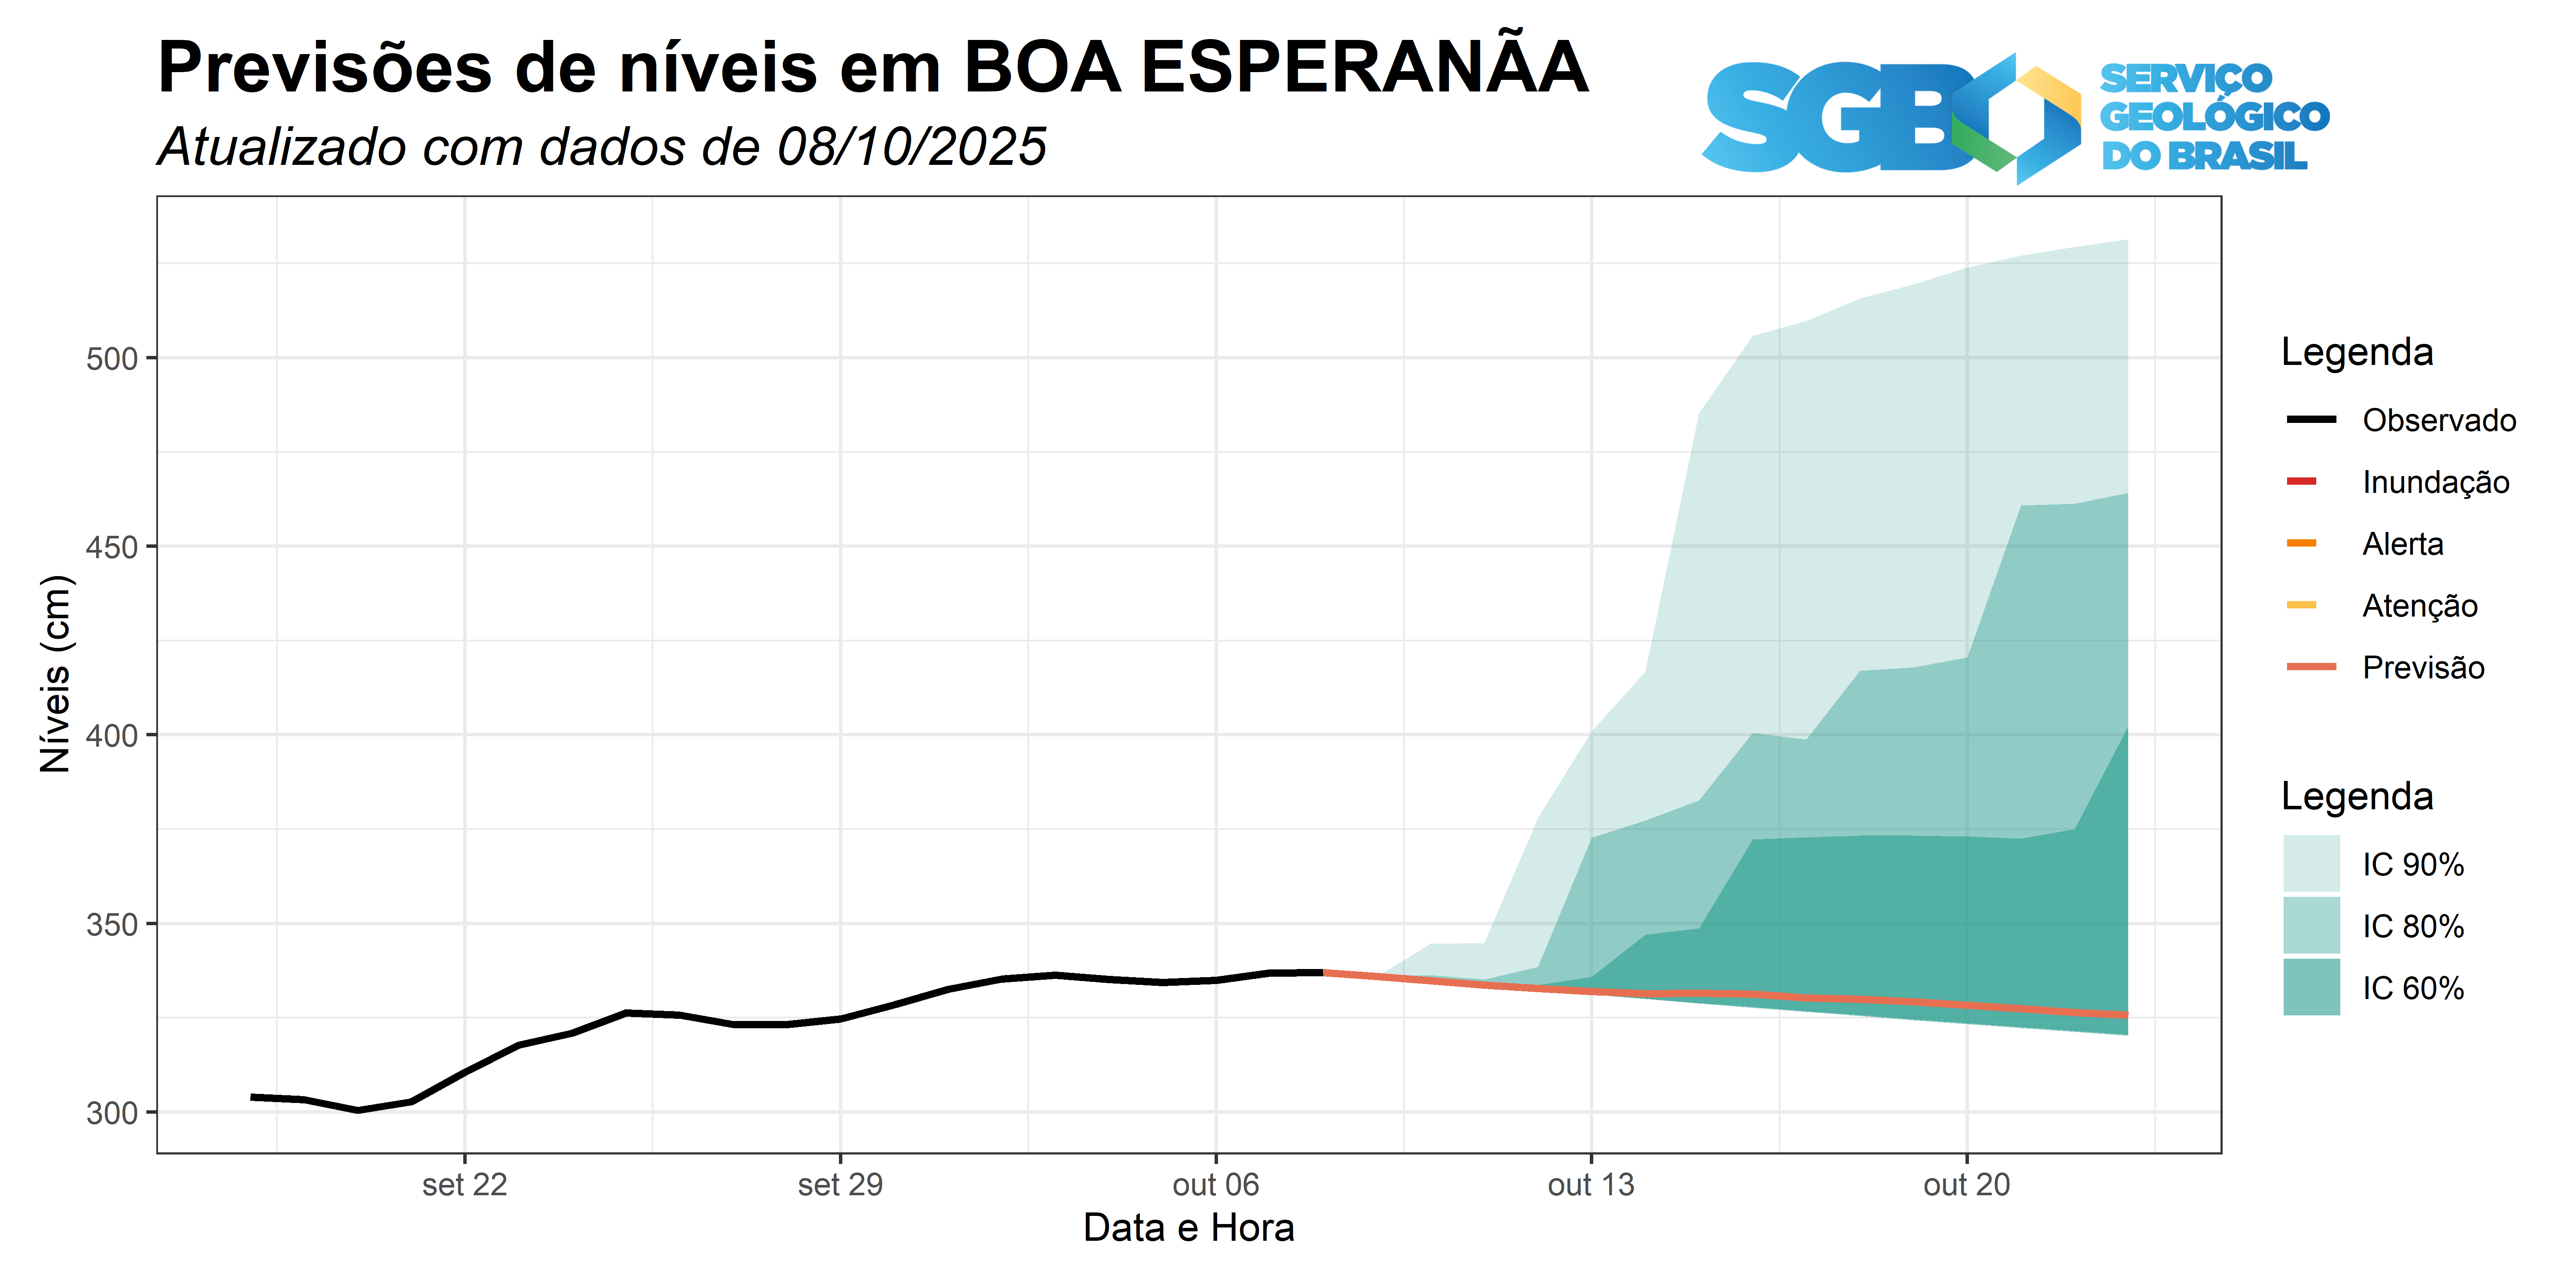 Previsões de níveis em BOA ESPERANÃA
Atualizado com dados de 08/10/2025
SGB
SERVIÇO
GEOLÓGICO
DO BRASIL
Níveis (cm)
500
450
400
350
300
set 22
set 29
out 06
out 13
out 20
Data e Hora
Legenda
Observado
Inundação
Alerta
Atenção
Previsão
Legenda
IC 90%
IC 80%
IC 60%